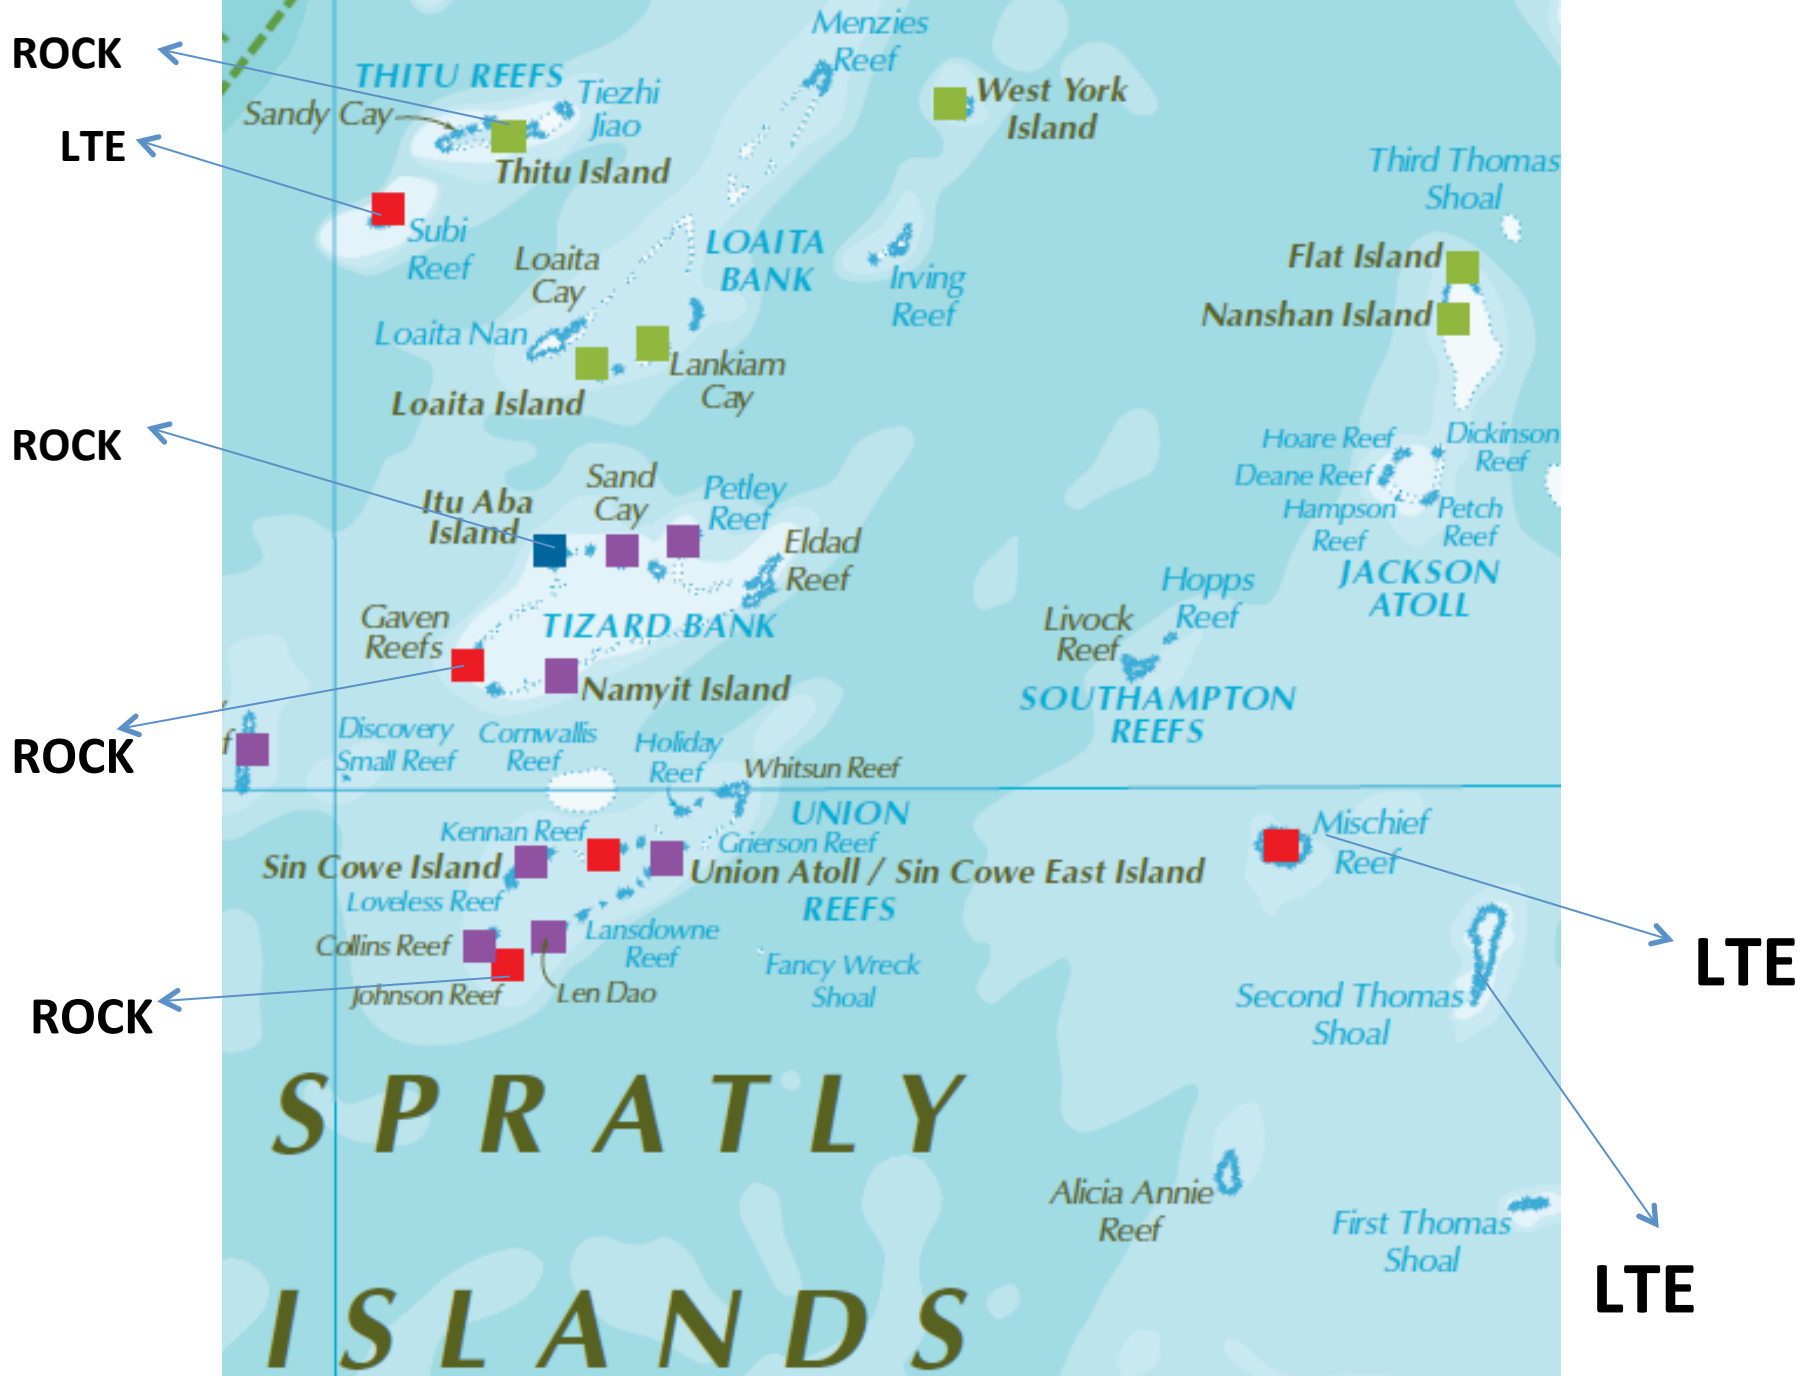 ROCK
LTE
ROCK
ROCK
ROCK
LTE
LTE
Menzies
Reef
THITU REEFS
Tiezhi
Jiao
Sandy Cay
Thitu Island
West York
Island
Third Thomas
Shoal
Subi
Reef
Loaita
Cay
LOAITA
BANK
Irving
Reef
Flat Island
Nanshan Island
Loaita Nan
Lankiam
Cay
Loaita Island
Hoare Reef
Dickinson
Reef
Deane Reef
Hampson
Reef
Petch
Reef
JACKSON
ATOLL
Itu Aba
Island
Sand
Cay
Petley
Reef
Eldad
Reef
Gaven
Reefs
TIZARD BANK
Namyit Island
Hopps
Reef
Livock
Reef
SOUTHAMPTON
REEFS
f
Discovery
Small Reef
Cornwallis
Reef
Holiday
Reef
Whitsun Reef
UNION
Kennan Reef
Grierson Reef
Sin Cowe Island
Union Atoll / Sin Cowe East Island
REEFS
Loveless Reef
Collins Reef
Lansdowne
Reef
Johnson Reef
Len Dao
Fancy Wreck
Shoal
Mischief
Reef
Second Thomas
Shoal
Alicia Annie
Reef
First Thomas
Shoal
SPRATLY
ISLANDS